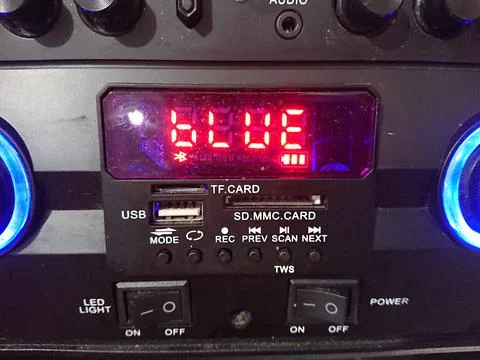 AUDIO
bLUE
TF.CARD
USB
SD.MMC.CARD
MODE REC PREV SCAN NEXT
TWS
LED
LIGHT
POWER
ON OFF
ON OFF